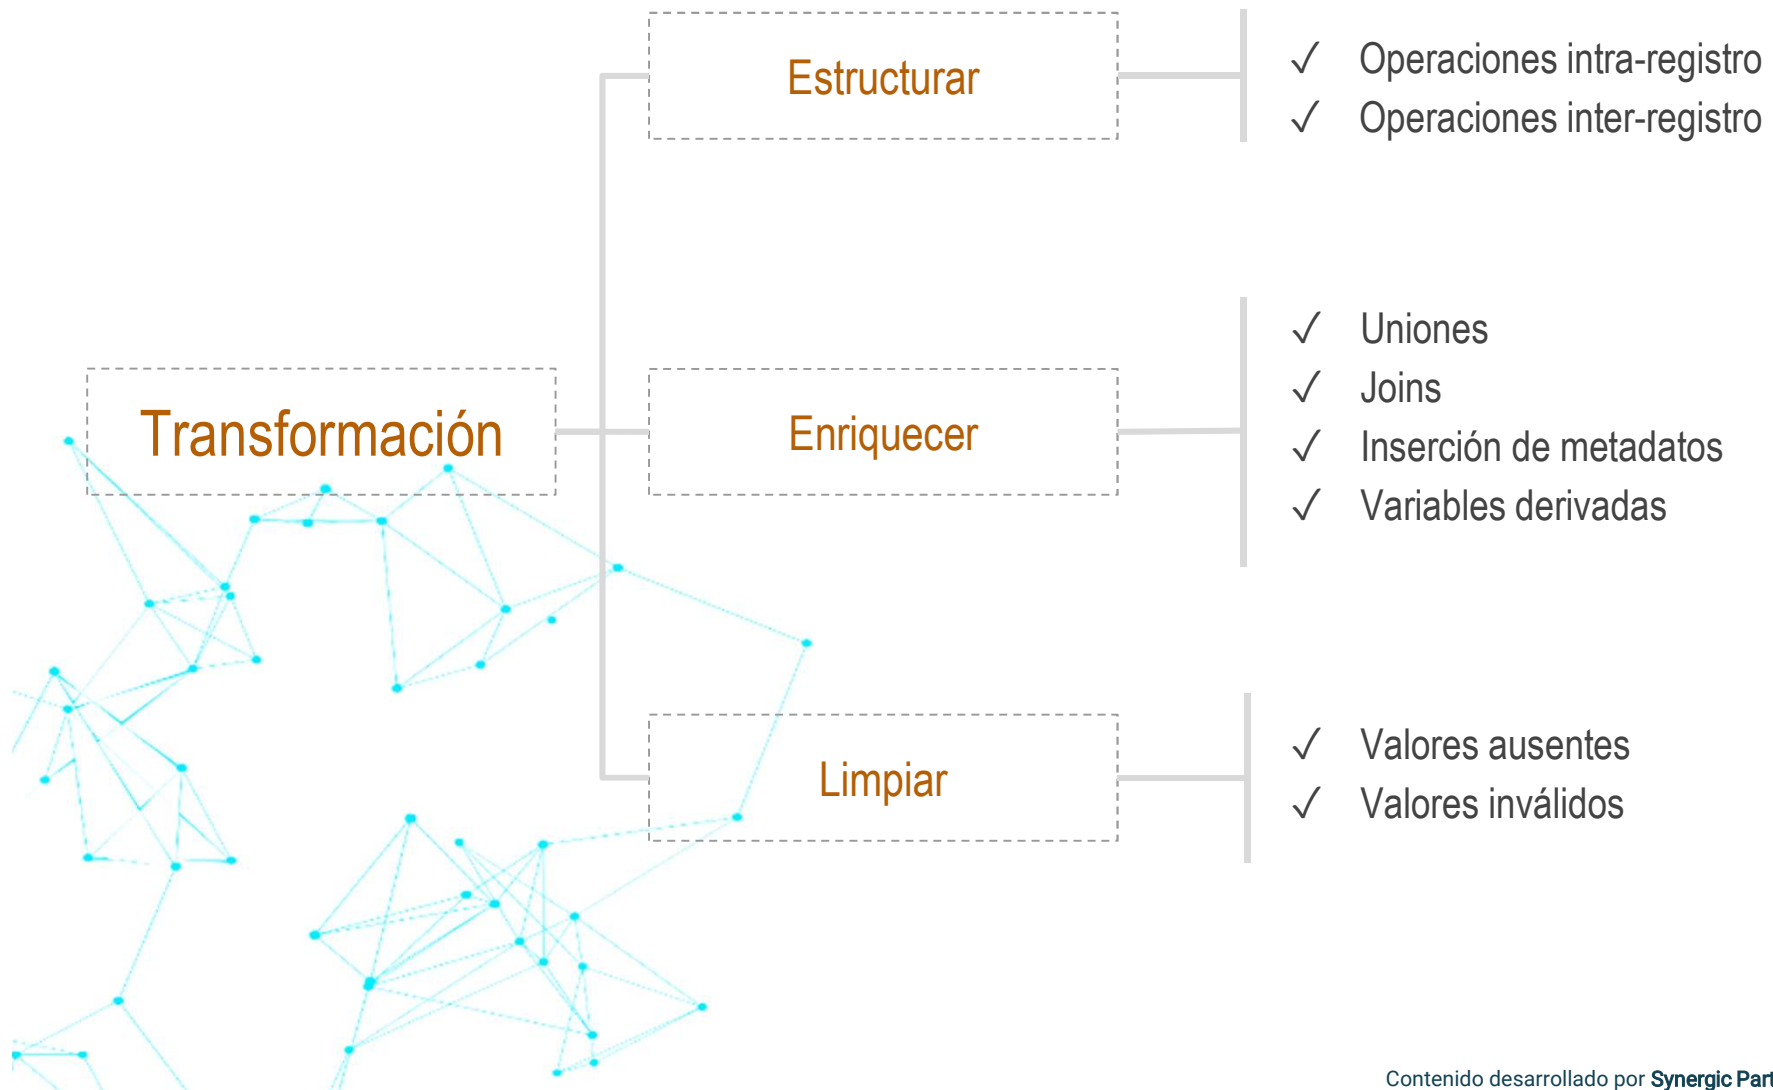 Estructurar
✓ Operaciones intra-registro
✓ Operaciones inter-registro
Transformación
Enriquecer
✓ Uniones
✓ Joins
✓ Inserción de metadatos
✓ Variables derivadas
Limpiar
✓ Valores ausentes
✓ Valores inválidos
Contenido desarrollado por Synergic